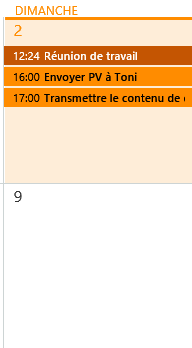 DIMANCHE
2
12:24 Réunion de travail
16:00 Envoyer PV à Toni
17:00 Transmettre le contenu de
9